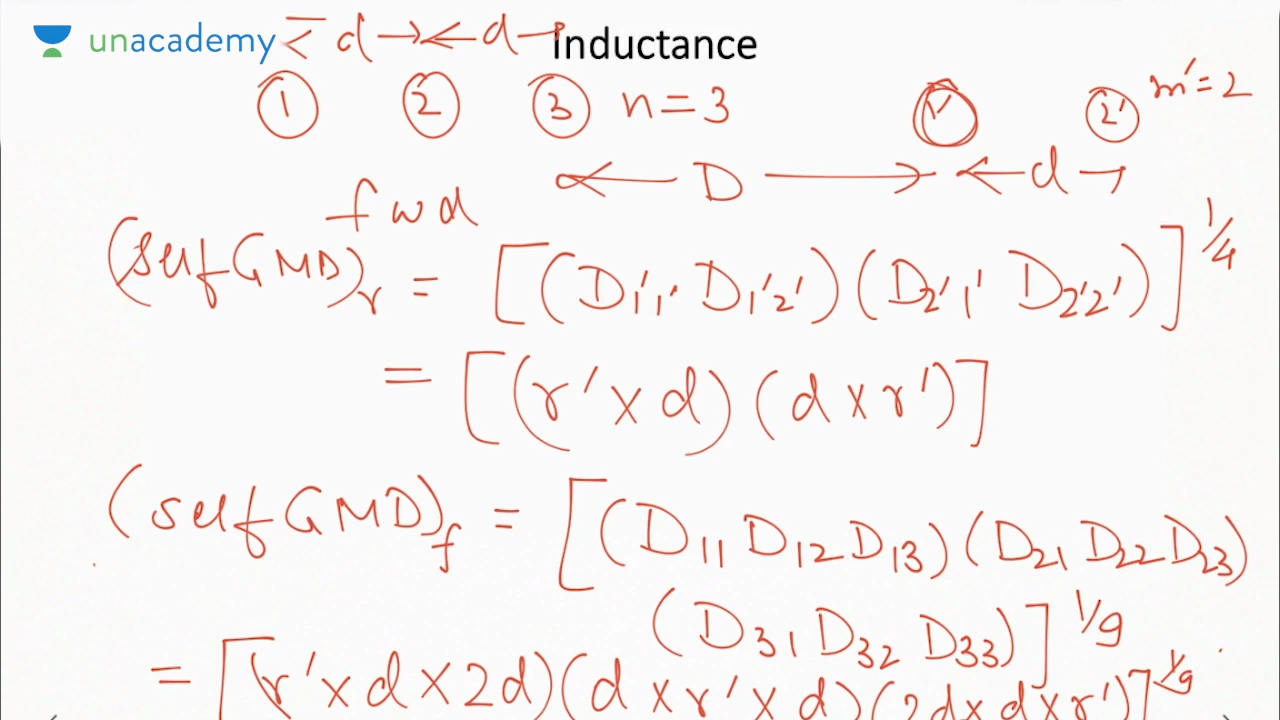 unacademy
Inductance
← d → ← d →
1 2 3 n = 3 1' 2' m' = 2
← D → ← d →
fwd
(self GMD)r = [(D1'1' . D1'2') (D2'1' D2'2')]^1/4
= [(r' × d) (d × r')]
(self GMD)f = [(D11 D12 D13) (D21 D22 D23)
(D31 D32 D33)]^1/9
= [(r' × d × 2d) (d × r' × d) (2d × d × r')]^1/9